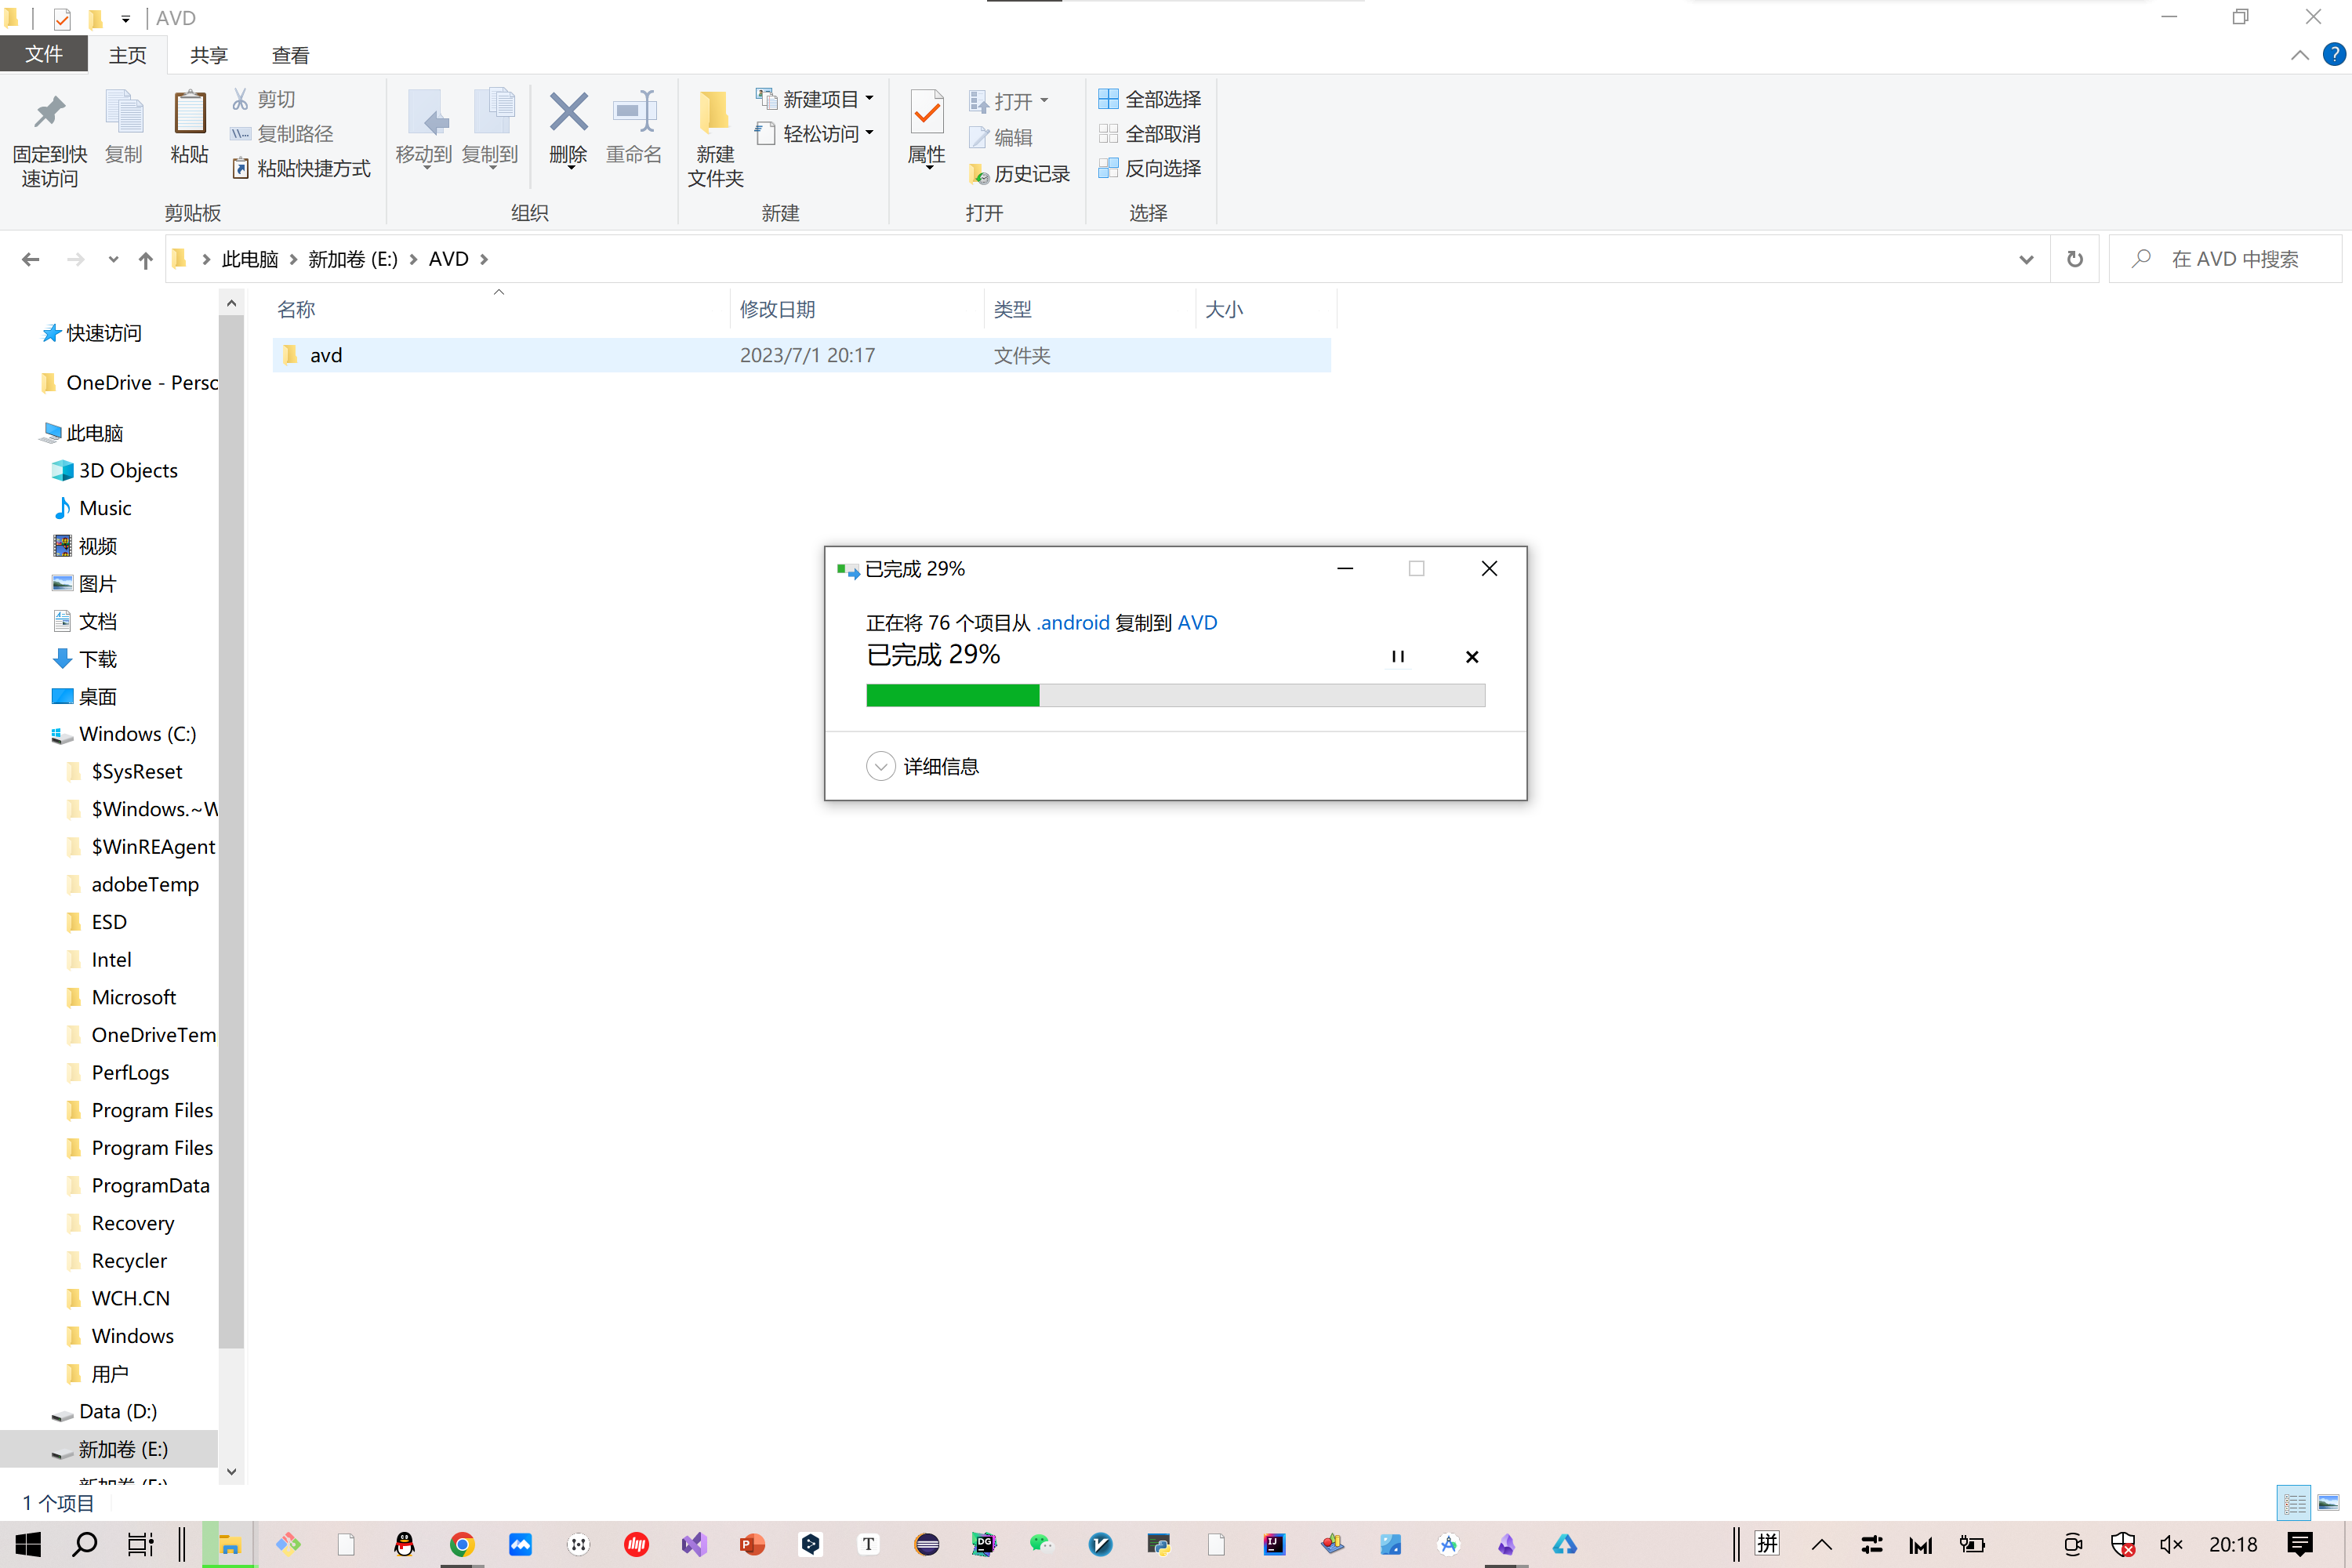 AVD
文件
主页
共享
查看
固定到快
速访问
复制
粘贴
剪切
复制路径
粘贴快捷方式
剪贴板
移动到
复制到
删除
重命名
组织
新建
文件夹
新建项目
轻松访问
新建
属性
打开
编辑
历史记录
打开
全部选择
全部取消
反向选择
选择
此电脑
新加卷 (E:)
AVD
在 AVD 中搜索
名称
修改日期
类型
大小
avd
2023/7/1 20:17
文件夹
快速访问
OneDrive - Perso
此电脑
3D Objects
Music
视频
图片
文档
下载
桌面
Windows (C:)
$SysReset
$Windows.~W
$WinREAgent
adobeTemp
ESD
Intel
Microsoft
OneDriveTem
PerfLogs
Program Files
Program Files
ProgramData
Recovery
Recycler
WCH.CN
Windows
用户
Data (D:)
新加卷 (E:)
已完成 29%
正在将 76 个项目从 .android 复制到 AVD
已完成 29%
详细信息
1 个项目
拼
20:18